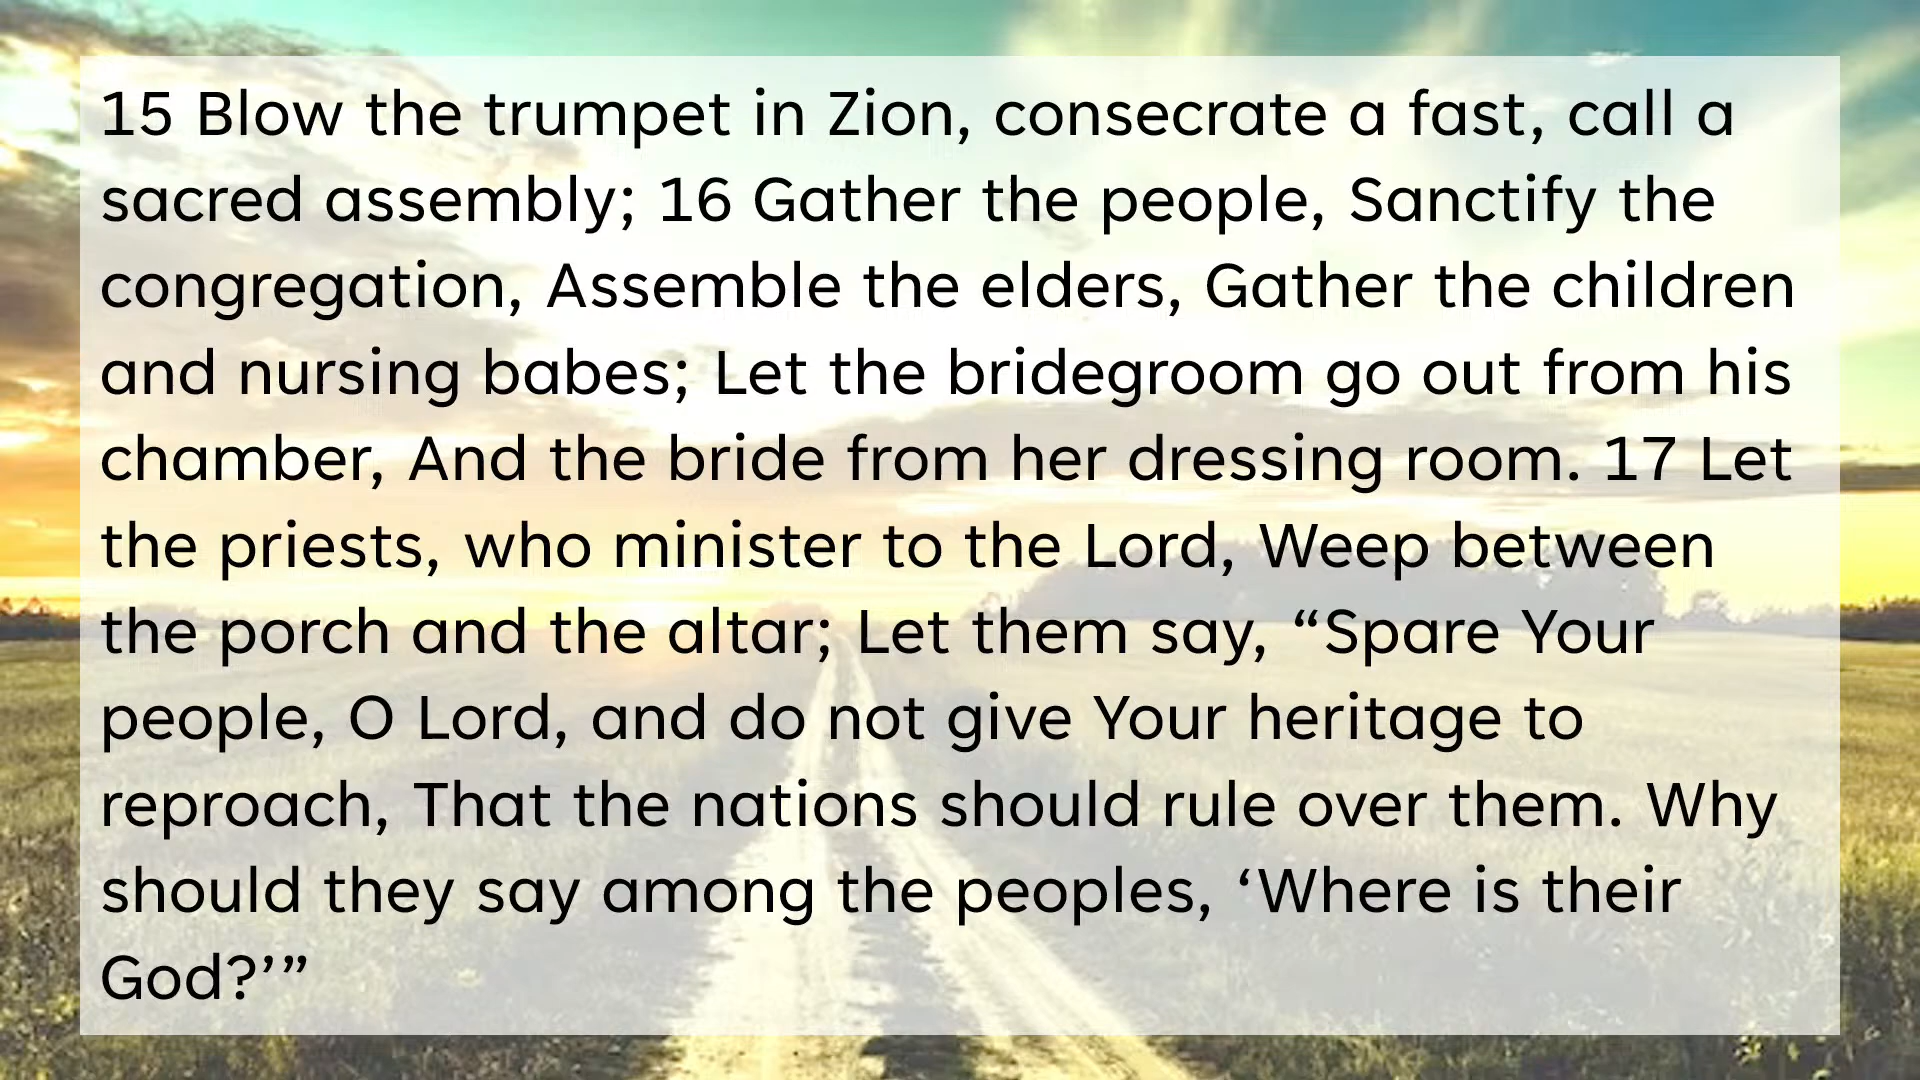 15 Blow the trumpet in Zion, consecrate a fast, call a
sacred assembly; 16 Gather the people, Sanctify the
congregation, Assemble the elders, Gather the children
and nursing babes; Let the bridegroom go out from his
chamber, And the bride from her dressing room. 17 Let
the priests, who minister to the Lord, Weep between
the porch and the altar; Let them say, “Spare Your
people, O Lord, and do not give Your heritage to
reproach, That the nations should rule over them. Why
should they say among the peoples, ‘Where is their
God?’”